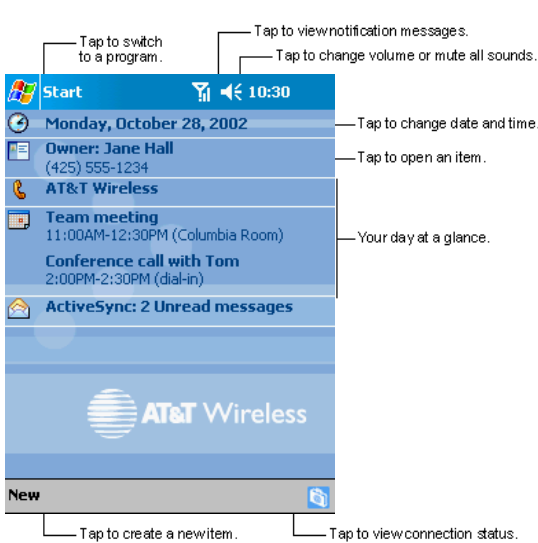 Tap to view notification messages.
Tap to switch
to a program.
Tap to change volume or mute all sounds.
Start 10:30
Monday, October 28, 2002
Tap to change date and time.
Owner: Jane Hall
(425) 555-1234
Tap to open an item.
AT&T Wireless
Team meeting
11:00AM-12:30PM (Columbia Room)
Your day at a glance.
Conference call with Tom
2:00PM-2:30PM (dial-in)
ActiveSync: 2 Unread messages
AT&T Wireless
New
Tap to create a new item.
Tap to view connection status.